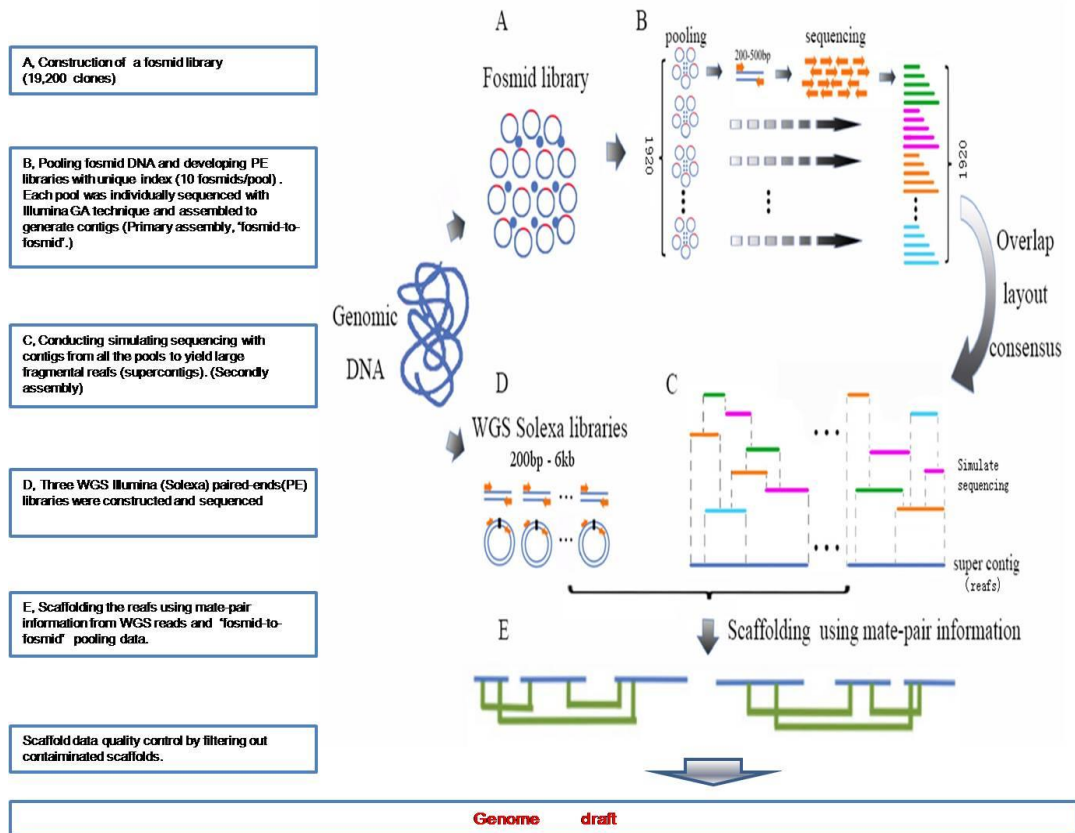 A, Construction of a fosmid library
(19,200 clones)
B, Pooling fosmid DNA and developing PE
libraries with unique index (10 fosmids/pool) .
Each pool was individually sequenced with
Illumina GA technique and assembled to
generate contigs (Primary assembly, 'fosmid-to-
fosmid'.)
C, Conducting simulating sequencing with
contigs from all the pools to yield large
fragmental reafs (supercontigs). (Secondly
assembly)
D, Three WGS Illumina (Solexa) paired-ends(PE)
libraries were constructed and sequenced
E, Scaffolding the reafs using mate-pair
information from WGS reads and 'fosmid-to-
fosmid' pooling data.
Scaffold data quality control by filtering out
contaiminated scaffolds.
A
Fosmid library
B
pooling
200-500bp
sequencing
1920
1920
Overlap
layout
consensus
Genomic
DNA
D
WGS Solexa libraries
200bp - 6kb
C
Simulate
sequencing
super contig
(reafs)
E
Scaffolding using mate-pair information
Genome draft